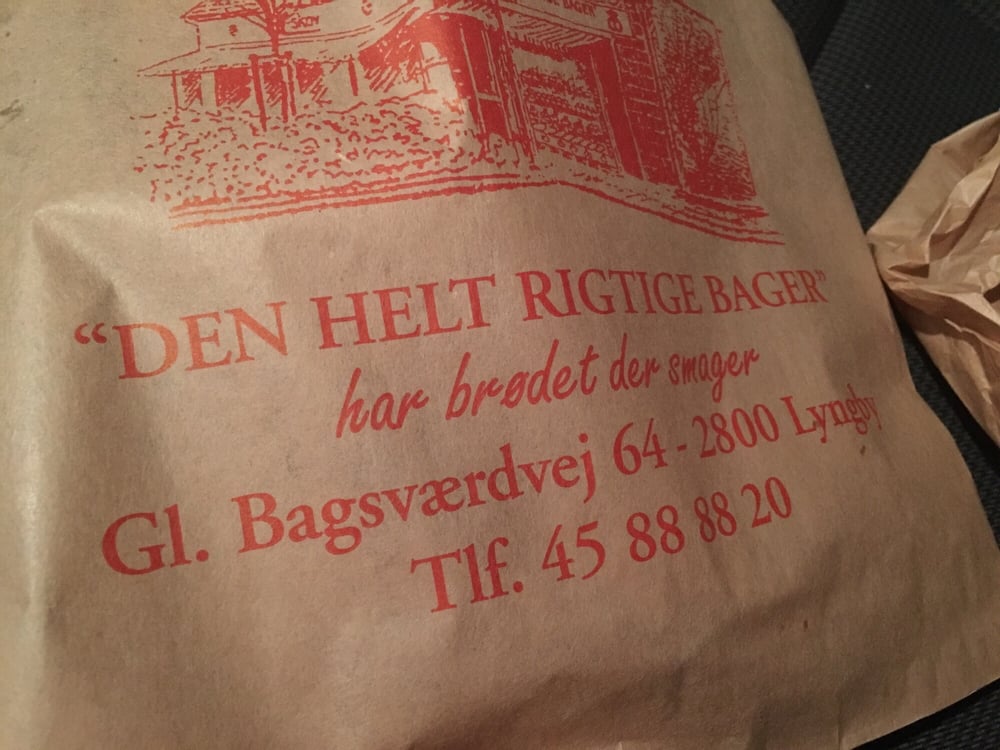 “DEN HELT RIGTIGE BAGER”
har brødet der smager
Gl. Bagsværdvej 64 - 2800 Lyngby
Tlf. 45 88 88 20